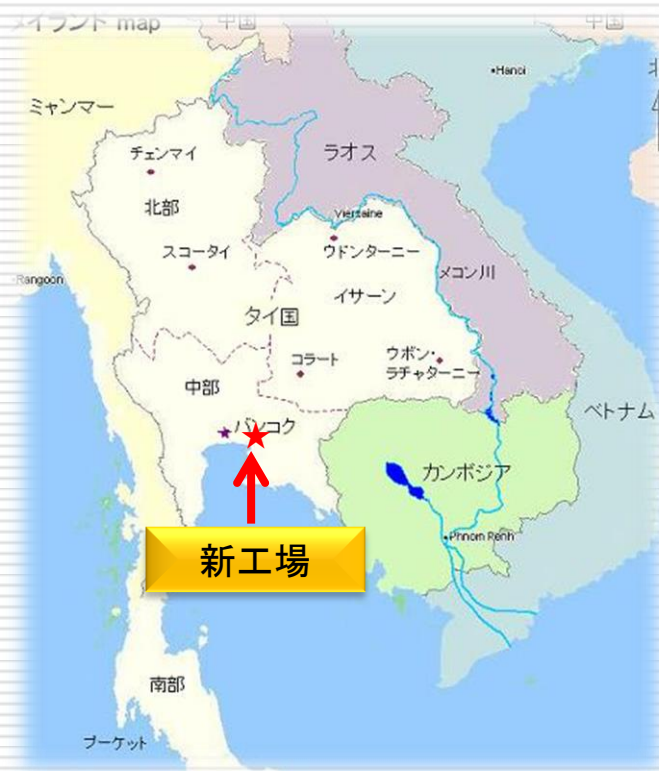 タイランド map
中国
中国
•Hanoi
ミャンマー
チェンマイ
ラオス
北部
Viertaine
スコータイ
ウドンターニー
Rangoon
メコン川
イサーン
タイ国
コラート
ウボン・
ラチャターニー
中部
ベトナム
バンコク
カンボジア
Phnom Penh
新工場
南部
プーケット